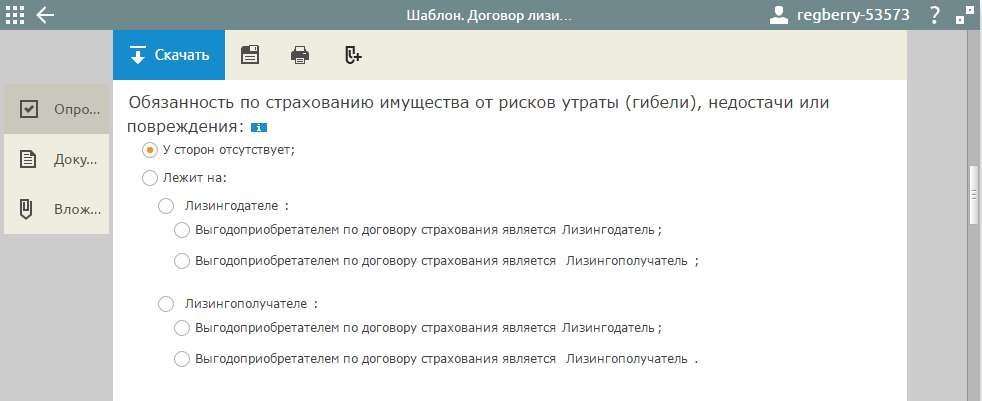 Шаблон. Договор лизи...
regberry-53573
?
Скачать
Опро...
Доку...
Влож...
Обязанность по страхованию имущества от рисков утраты (гибели), недостачи или
повреждения: i
У сторон отсутствует;
Лежит на:
Лизингодателе :
Выгодоприобретателем по договору страхования является Лизингодатель ;
Выгодоприобретателем по договору страхования является Лизингополучатель ;
Лизингополучателе :
Выгодоприобретателем по договору страхования является Лизингодатель ;
Выгодоприобретателем по договору страхования является Лизингополучатель .